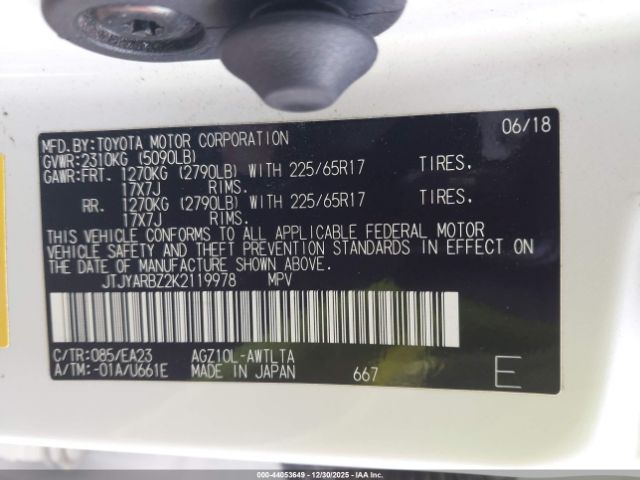 MFD.BY:TOYOTA MOTOR CORPORATION 06/18
GVWR:2310KG (5090LB)
GAWR:FRT. 1270KG (2790LB) WITH 225/65R17 TIRES.
17X7J RIMS.
RR. 1270KG (2790LB) WITH 225/65R17 TIRES.
17X7J RIMS.
THIS VEHICLE CONFORMS TO ALL APPLICABLE FEDERAL MOTOR
VEHICLE SAFETY AND THEFT PREVENTION STANDARDS IN EFFECT ON
THE DATE OF MANUFACTURE SHOWN ABOVE.
JTJYARBZ2K2119978 MPV
C/TR:085/EA23 AGZ10L-AWTLTA
A/TM:-01A/U661E MADE IN JAPAN 667 E
000-44053649 - 12/30/2025 - IAAI.COM